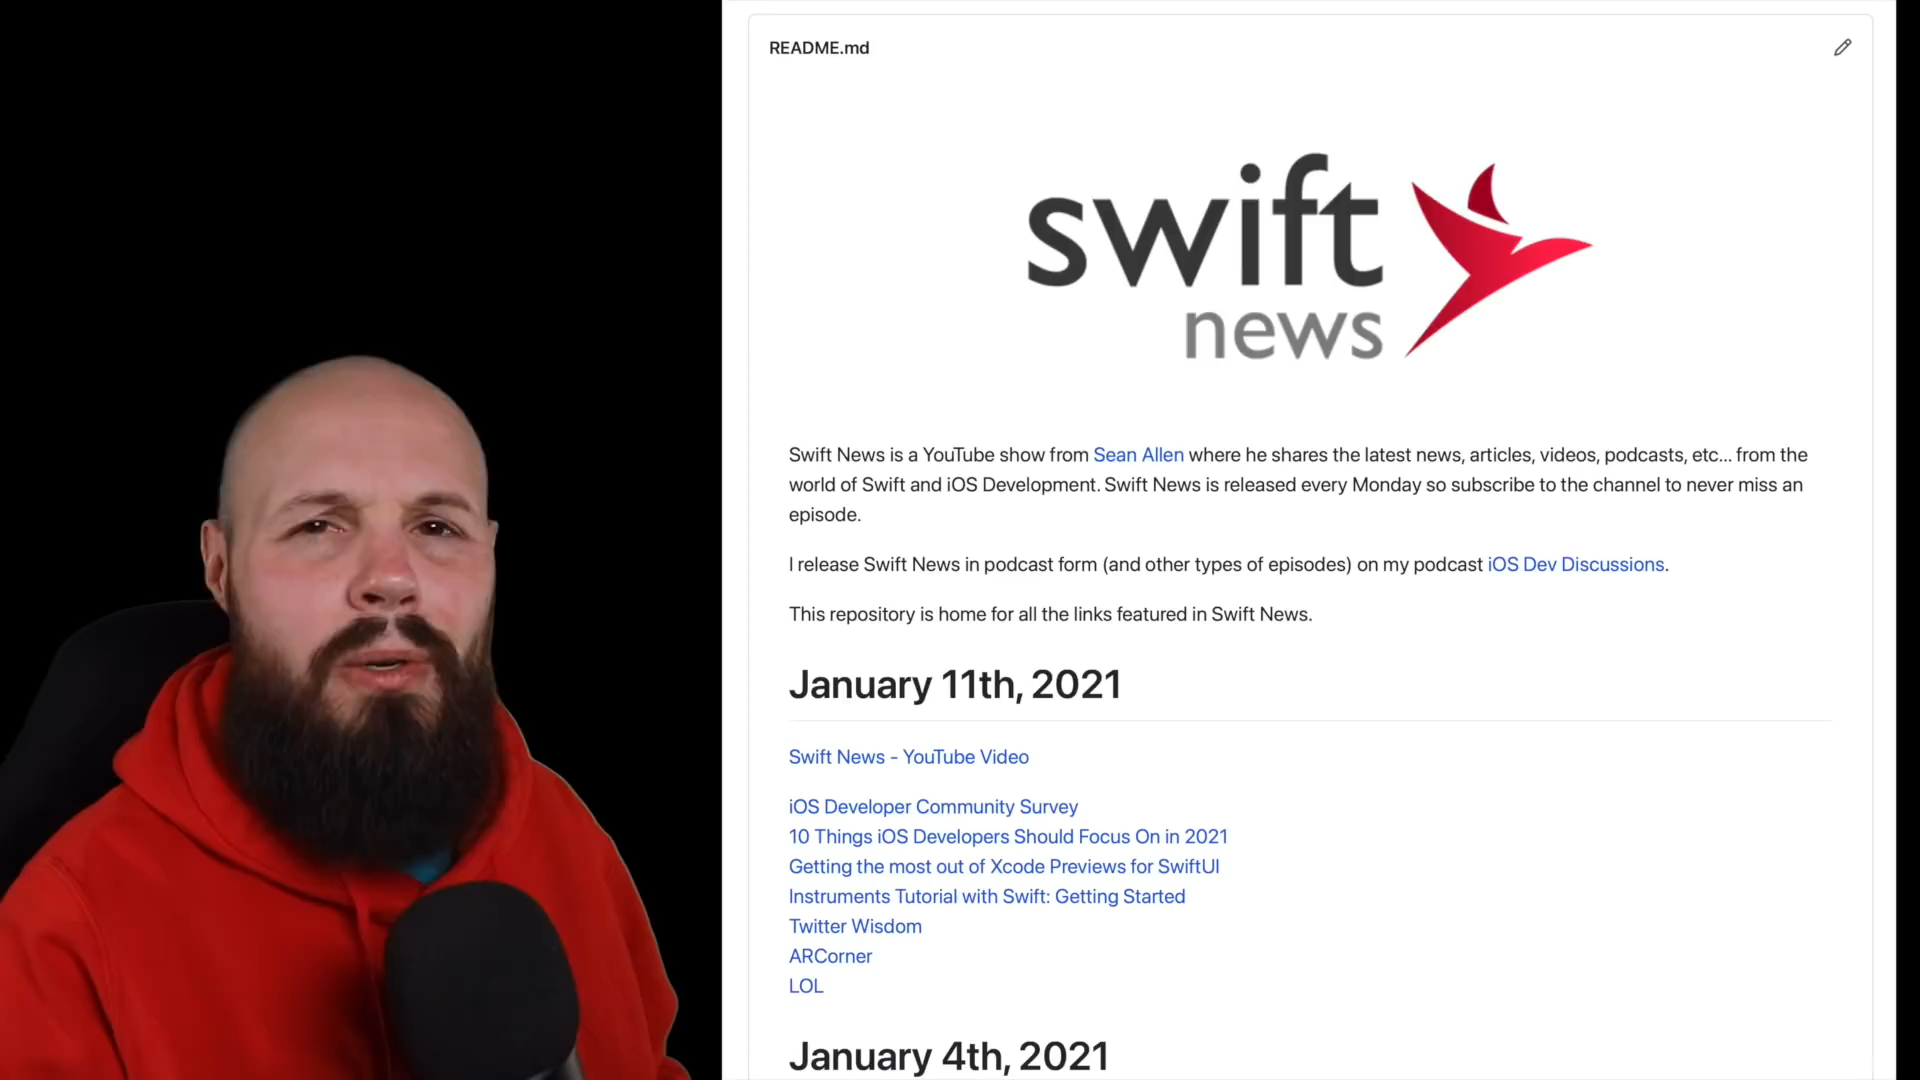 README.md
swift
news
Swift News is a YouTube show from Sean Allen where he shares the latest news, articles, videos, podcasts, etc... from the
world of Swift and iOS Development. Swift News is released every Monday so subscribe to the channel to never miss an
episode.
I release Swift News in podcast form (and other types of episodes) on my podcast iOS Dev Discussions.
This repository is home for all the links featured in Swift News.
January 11th, 2021
Swift News - YouTube Video
iOS Developer Community Survey
10 Things iOS Developers Should Focus On in 2021
Getting the most out of Xcode Previews for SwiftUI
Instruments Tutorial with Swift: Getting Started
Twitter Wisdom
ARCorner
LOL
January 4th, 2021